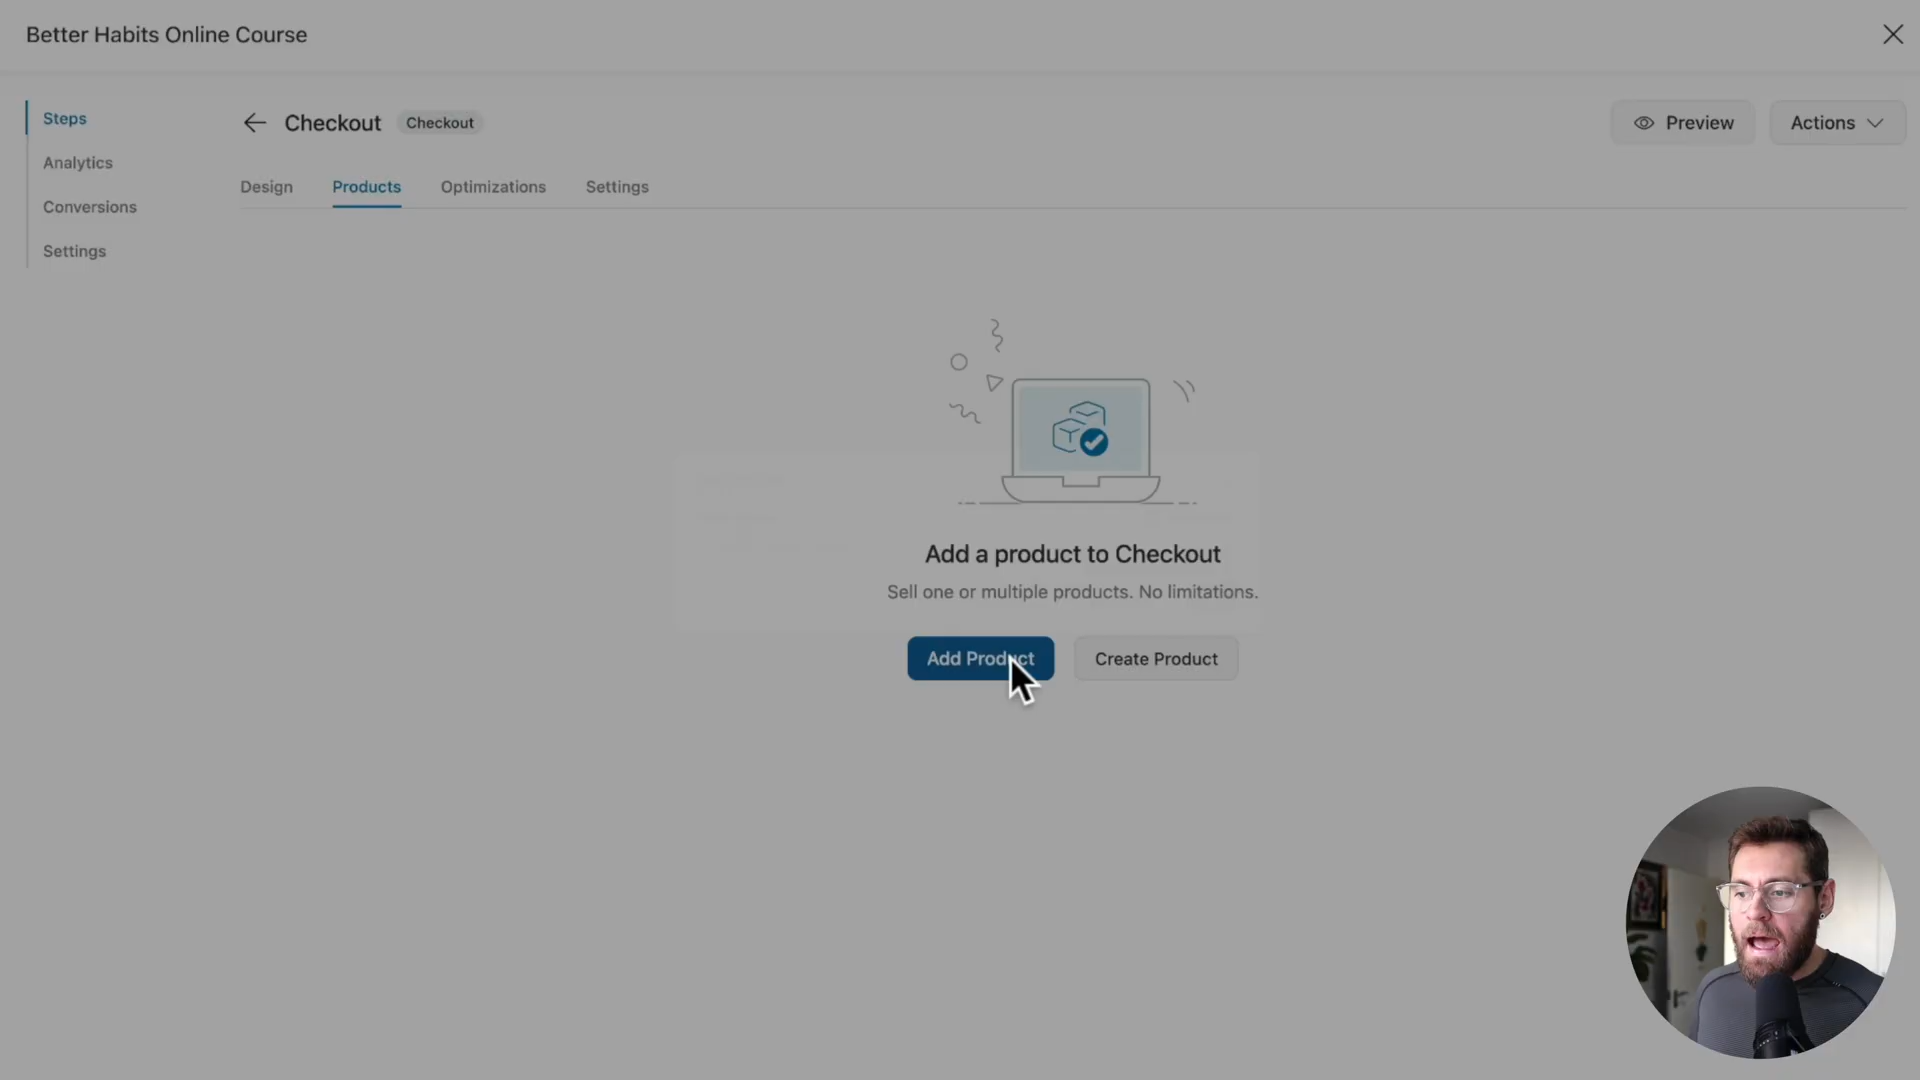 Better Habits Online Course
Steps
Analytics
Conversions
Settings
Checkout
Checkout
Preview
Actions
Design
Products
Optimizations
Settings
Add a product to Checkout
Sell one or multiple products. No limitations.
Add Product
Create Product